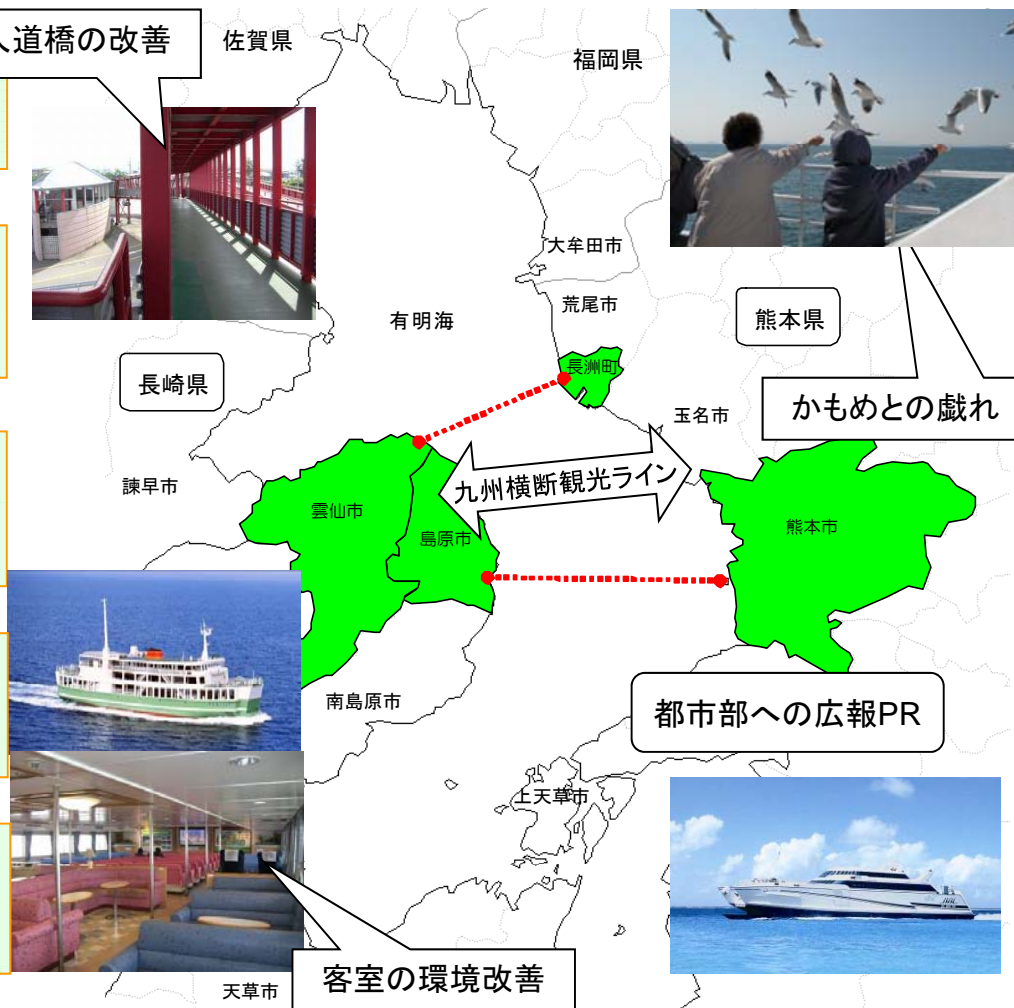 人道橋の改善
佐賀県
福岡県
大牟田市
荒尾市
有明海
熊本県
長崎県
長洲町
玉名市
かもめとの戯れ
九州横断観光ライン
諫早市
雲仙市
島原市
熊本市
南島原市
都市部への広報PR
上天草市
客室の環境改善
天草市